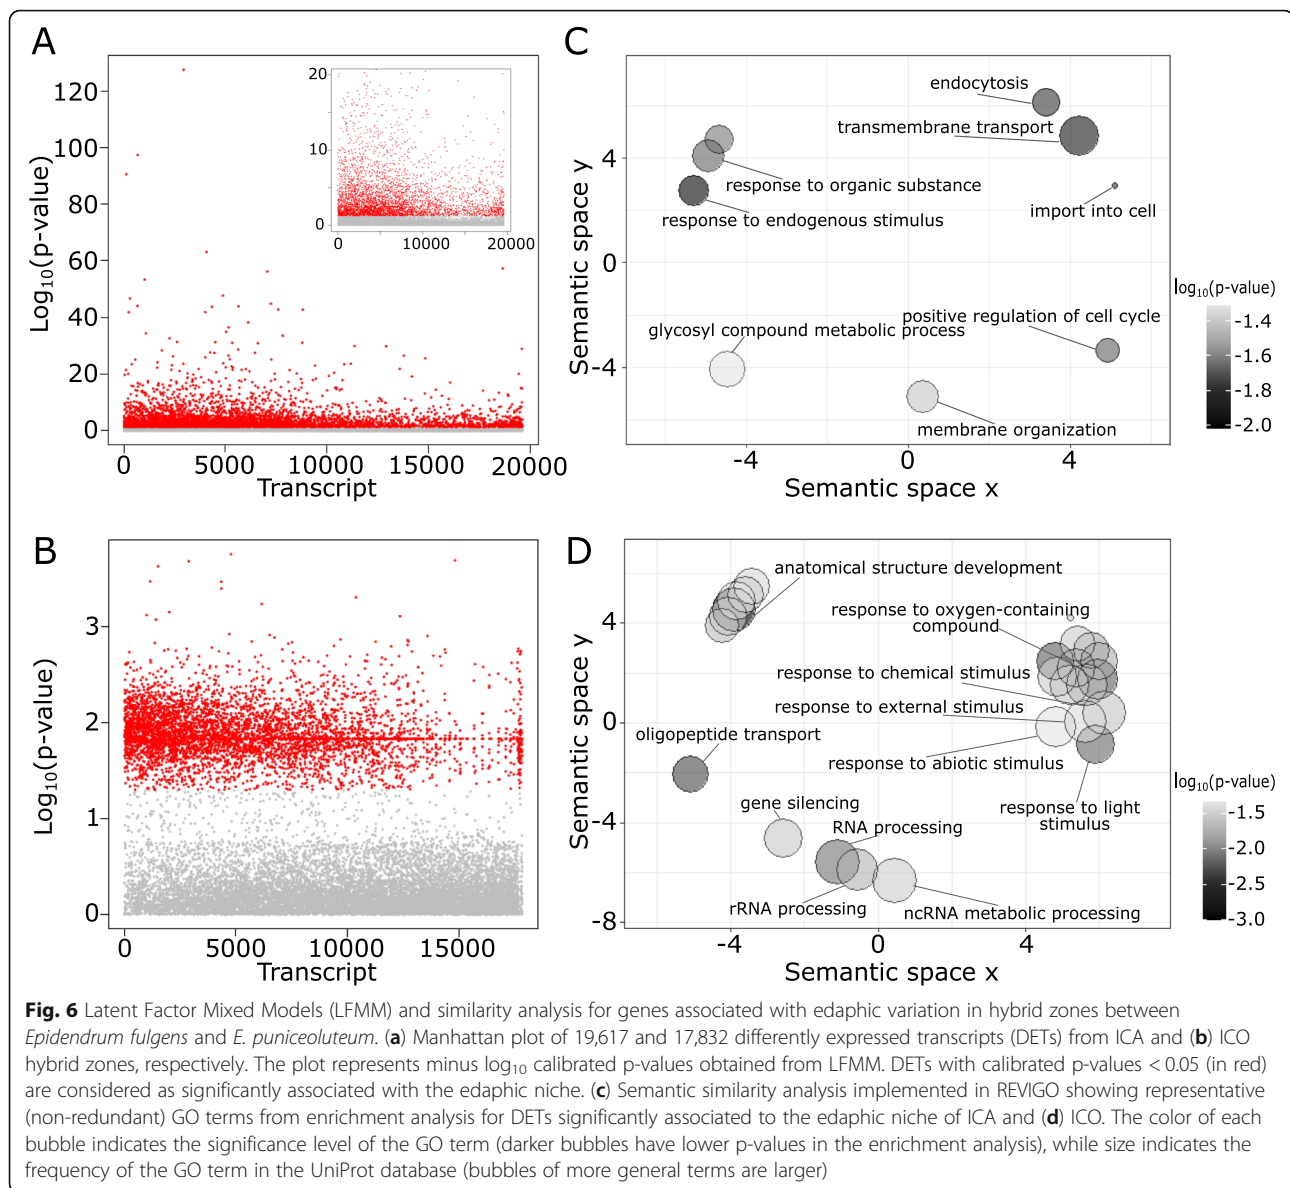 A
Log10(p-value)
120
100
80
60
40
20
0
0
5000
10000
15000
20000
Transcript
20
10
0
0
10000
20000
C
Semantic space y
4
0
-4
-4
0
4
Semantic space x
endocytosis
transmembrane transport
response to organic substance
import into cell
response to endogenous stimulus
positive regulation of cell cycle
glycosyl compound metabolic process
membrane organization
log10(p-value)
-1.4
-1.6
-1.8
-2.0
B
Log10(p-value)
3
2
1
0
0
5000
10000
15000
Transcript
D
Semantic space y
4
0
-4
-8
-4
0
4
Semantic space x
anatomical structure development
response to oxygen-containing
compound
response to chemical stimulus
response to external stimulus
oligopeptide transport
response to abiotic stimulus
gene silencing
response to light
stimulus
RNA processing
rRNA processing
ncRNA metabolic processing
log10(p-value)
-1.5
-2.0
-2.5
-3.0
Fig. 6 Latent Factor Mixed Models (LFMM) and similarity analysis for genes associated with edaphic variation in hybrid zones between
Epidendrum fulgens and E. puniceoluteum. (a) Manhattan plot of 19,617 and 17,832 differently expressed transcripts (DETs) from ICA and (b) ICO
hybrid zones, respectively. The plot represents minus log10 calibrated p-values obtained from LFMM. DETs with calibrated p-values < 0.05 (in red)
are considered as significantly associated with the edaphic niche. (c) Semantic similarity analysis implemented in REVIGO showing representative
(non-redundant) GO terms from enrichment analysis for DETs significantly associated to the edaphic niche of ICA and (d) ICO. The color of each
bubble indicates the significance level of the GO term (darker bubbles have lower p-values in the enrichment analysis), while size indicates the
frequency of the GO term in the UniProt database (bubbles of more general terms are larger)